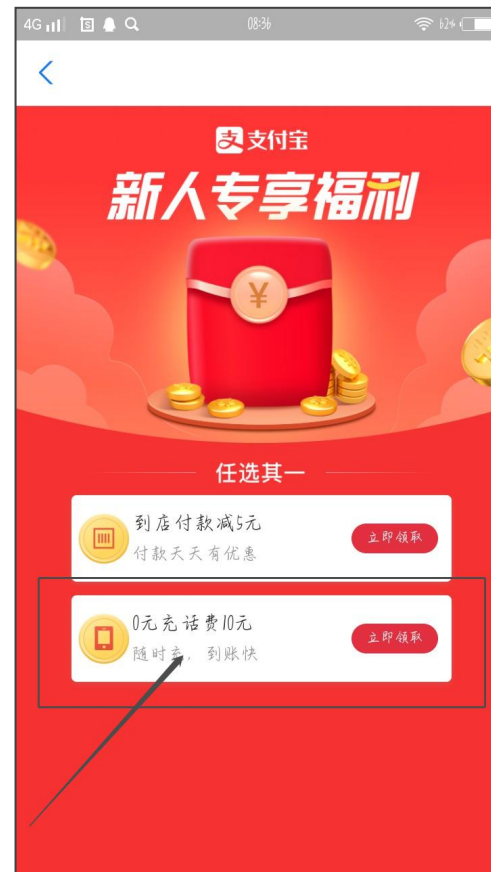 4G
08:36
62%
支付宝
新人专享福利
任选其一
到店付款减5元
付款天天有优惠
立即领取
0元充话费10元
随时充，到账快
立即领取